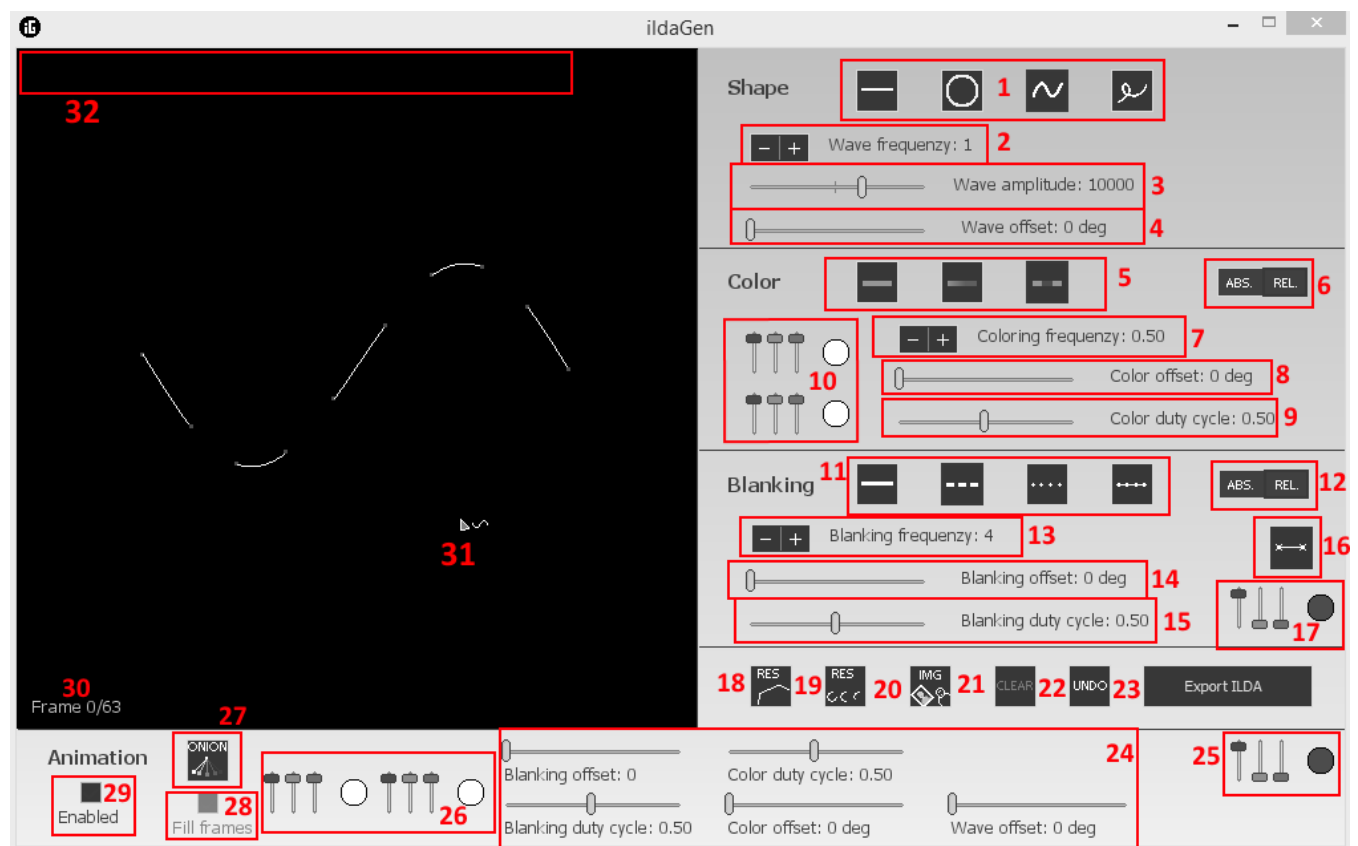 iG ildaGen
32
Shape 1
- + Wave frequenzy: 1 2
Wave amplitude: 10000 3
Wave offset: 0 deg 4
Color 5 ABS. REL. 6
- + Coloring frequenzy: 0.50 7
10 Color offset: 0 deg 8
Color duty cycle: 0.50 9
Blanking 11 ABS. REL. 12
- + Blanking frequenzy: 4 13
16
31
Blanking offset: 0 deg 14
Blanking duty cycle: 0.50 15
17
18 RES 19 RES 20 IMG 21 CLEAR 22 UNDO 23 Export ILDA
30
Frame 0/63
27
Animation ONION 24 25
Blanking offset: 0 Color duty cycle: 0.50
29 28 26
Enabled Fill frames Blanking duty cycle: 0.50 Color offset: 0 deg Wave offset: 0 deg